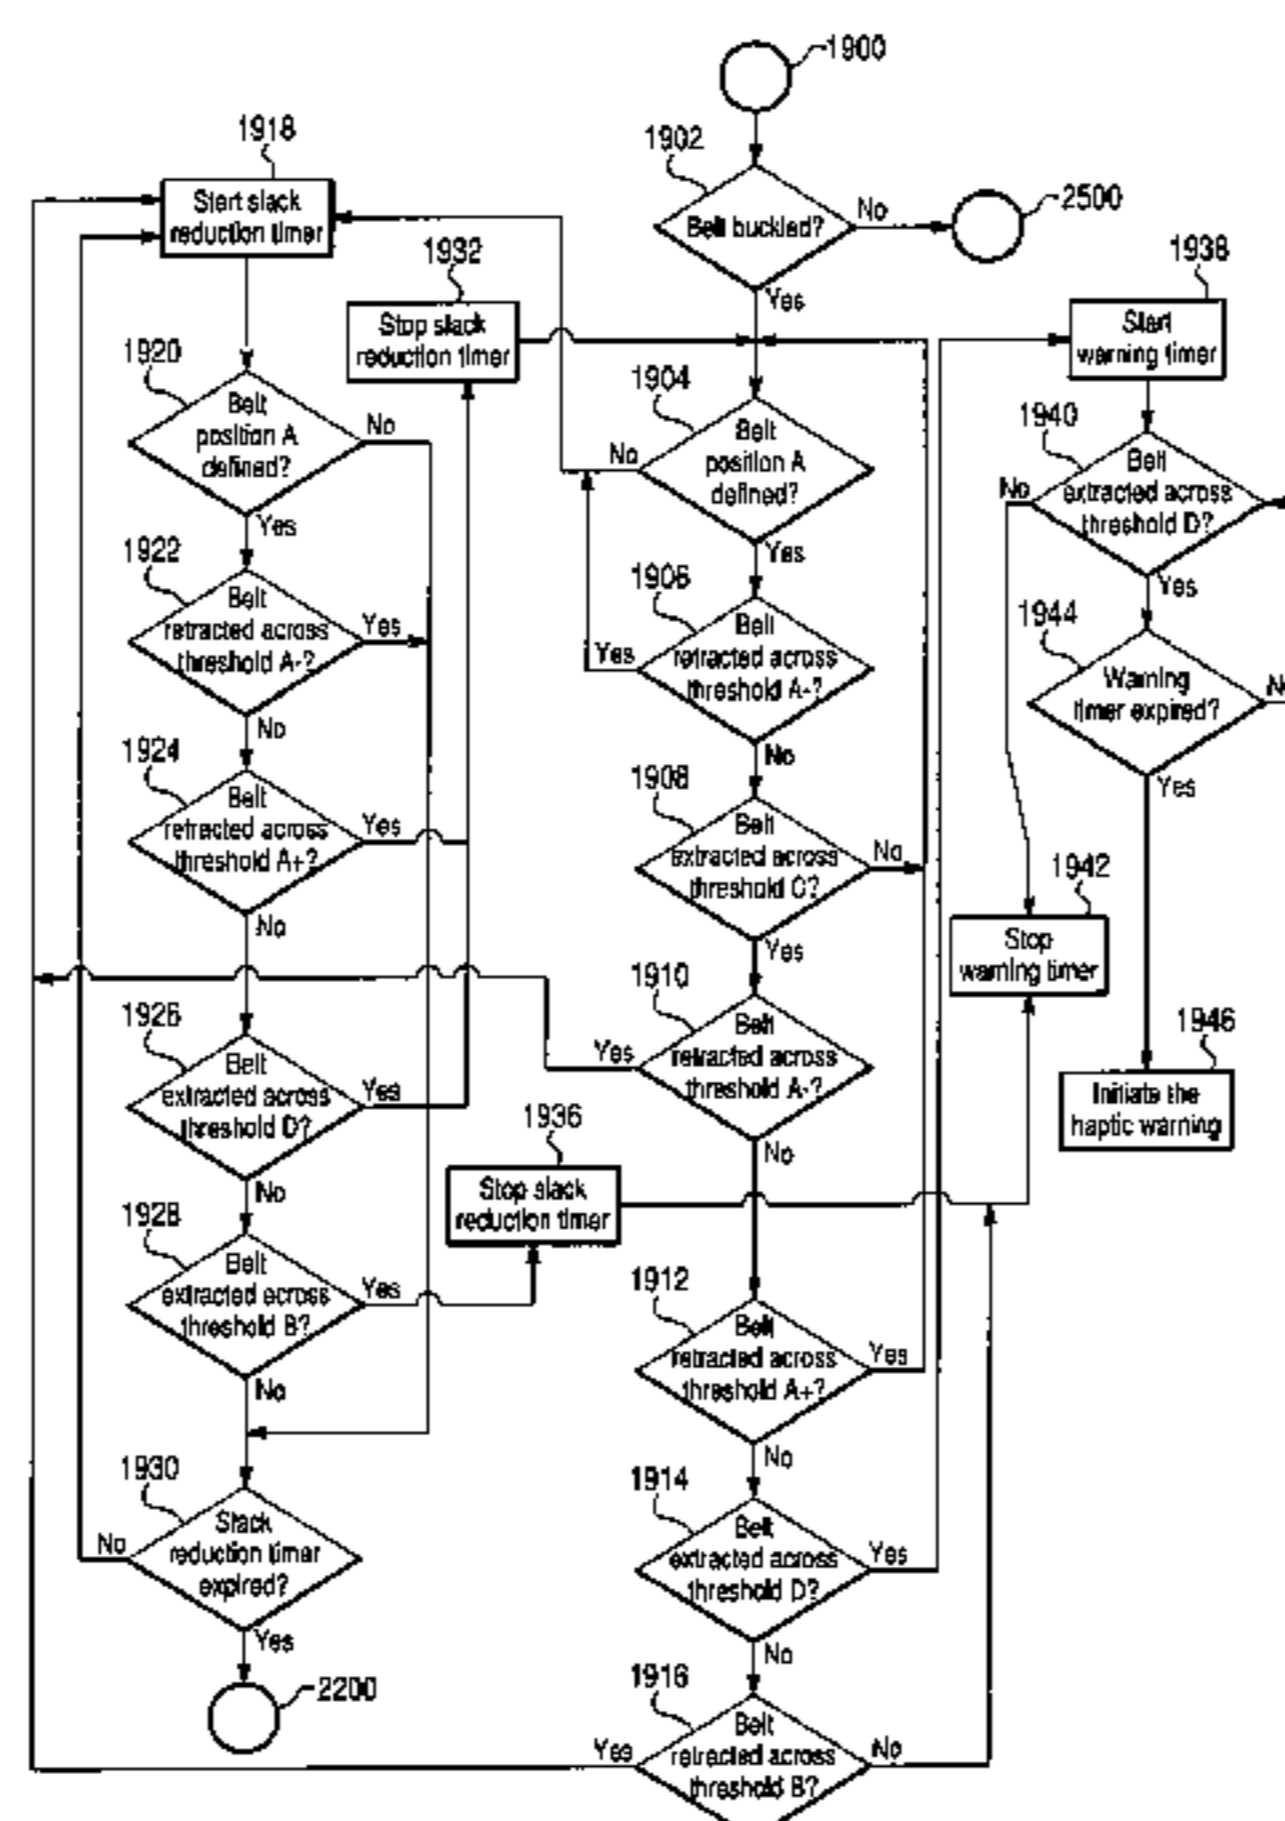 1900
1902
Belt buckled?
No
2500
Yes
1918
Start slack
reduction timer
1932
Stop slack
reduction timer
1938
Start
warning timer
1920
Belt
position A
defined?
No
Yes
1904
Belt
position A
defined?
No
Yes
1940
Belt
extracted across
threshold D?
No
Yes
1922
Belt
retracted across
threshold A-?
Yes
No
1906
Belt
retracted across
threshold A-?
Yes
No
1944
Warning
timer expired?
Yes
1924
Belt
retracted across
threshold A+?
Yes
No
1908
Belt
extracted across
threshold C?
No
Yes
1942
Stop
warning timer
1926
Belt
extracted across
threshold D?
Yes
No
1910
Belt
retracted across
threshold A-?
Yes
No
1946
Initiate the
haptic warning
1936
Stop slack
reduction timer
1928
Belt
extracted across
threshold B?
Yes
No
1912
Belt
retracted across
threshold A+?
Yes
No
1930
Slack
reduction timer
expired?
No
Yes
2200
1914
Belt
extracted across
threshold D?
Yes
No
1916
Belt
retracted across
threshold B?
Yes
No